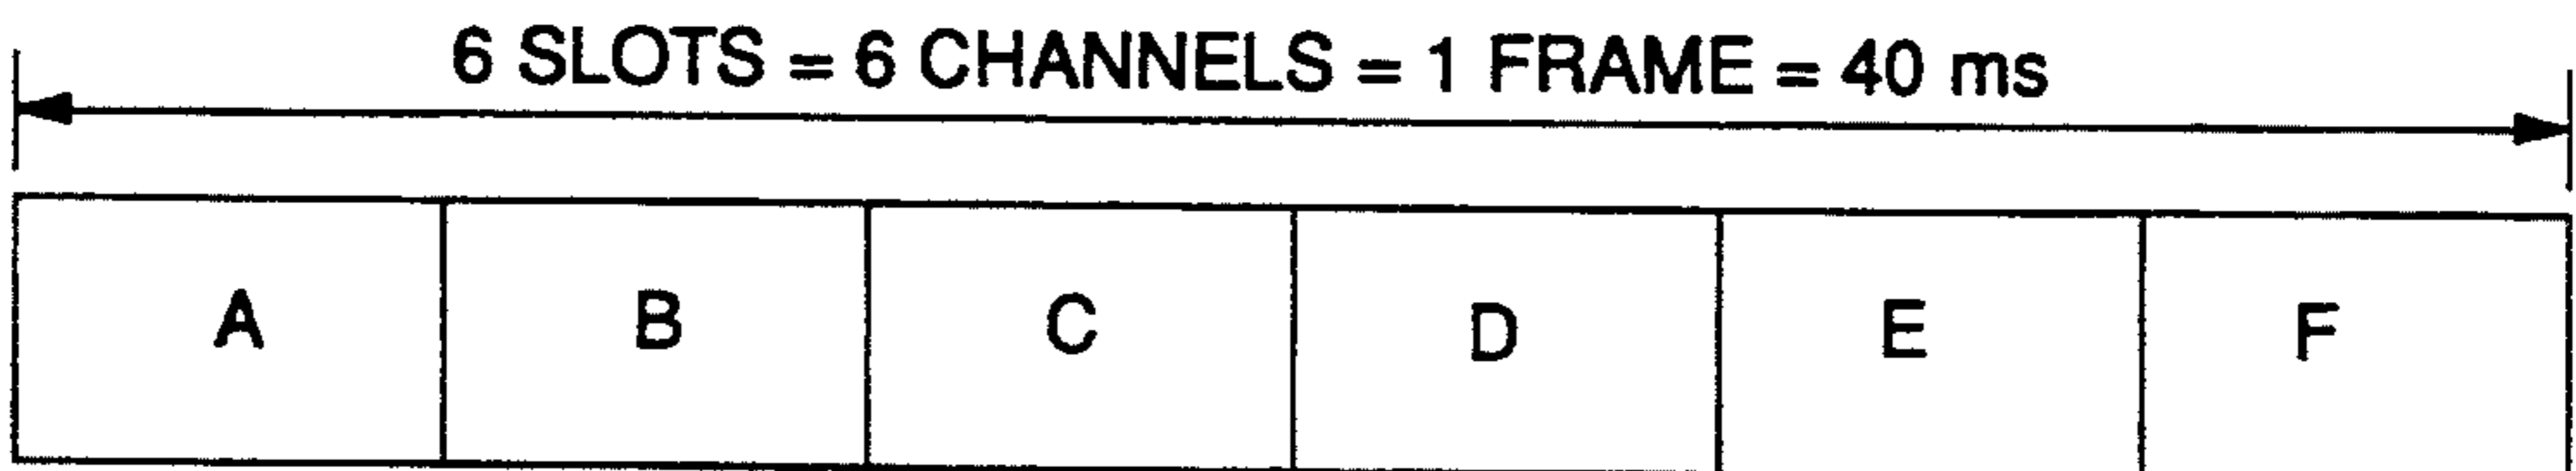 6 SLOTS = 6 CHANNELS = 1 FRAME = 40 ms
A B C D E F